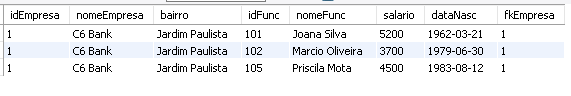 idEmpresa nomeEmpresa bairro idFunc nomeFunc salario dataNasc fkEmpresa
1 C6 Bank Jardim Paulista 101 Joana Silva 5200 1962-03-21 1
1 C6 Bank Jardim Paulista 102 Marcio Oliveira 3700 1979-06-30 1
1 C6 Bank Jardim Paulista 105 Priscila Mota 4500 1983-08-12 1